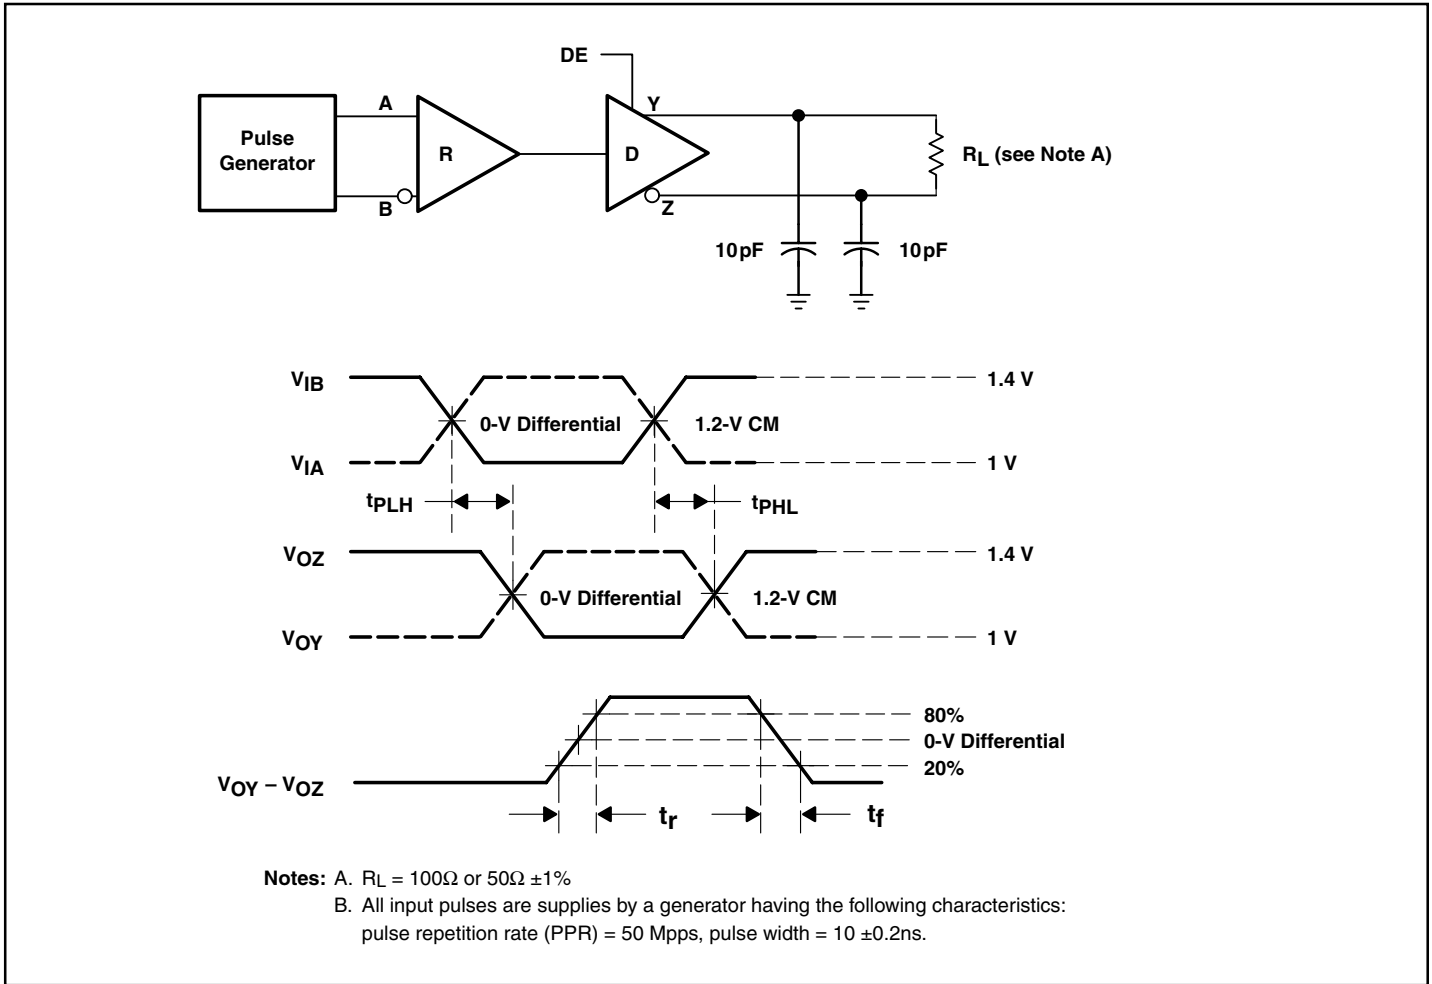 DE
A
Y
Pulse
Generator
R
D
RL (see Note A)
B
Z
10pF
10pF
VIB
1.4 V
0-V Differential
1.2-V CM
VIA
1 V
tPLH
tPHL
VOZ
1.4 V
0-V Differential
1.2-V CM
VOY
1 V
80%
0-V Differential
20%
VOY – VOZ
tr
tf
Notes: A. RL = 100Ω or 50Ω ±1%
B. All input pulses are supplies by a generator having the following characteristics:
pulse repetition rate (PPR) = 50 Mpps, pulse width = 10 ±0.2ns.